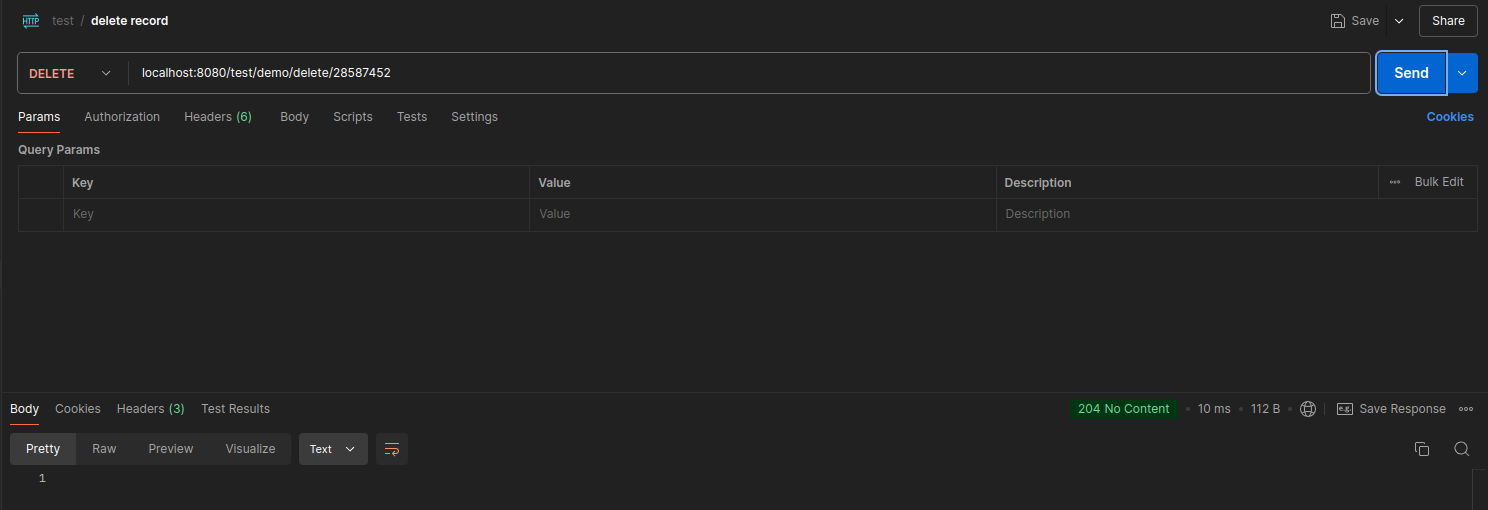 HTTP test / delete record Save Share
DELETE localhost:8080/test/demo/delete/28587452 Send
Params Authorization Headers (6) Body Scripts Tests Settings Cookies
Query Params
Key Value Description Bulk Edit
Key Value Description
Body Cookies Headers (3) Test Results 204 No Content 10 ms 112 B e.g. Save Response
Pretty Raw Preview Visualize Text
1